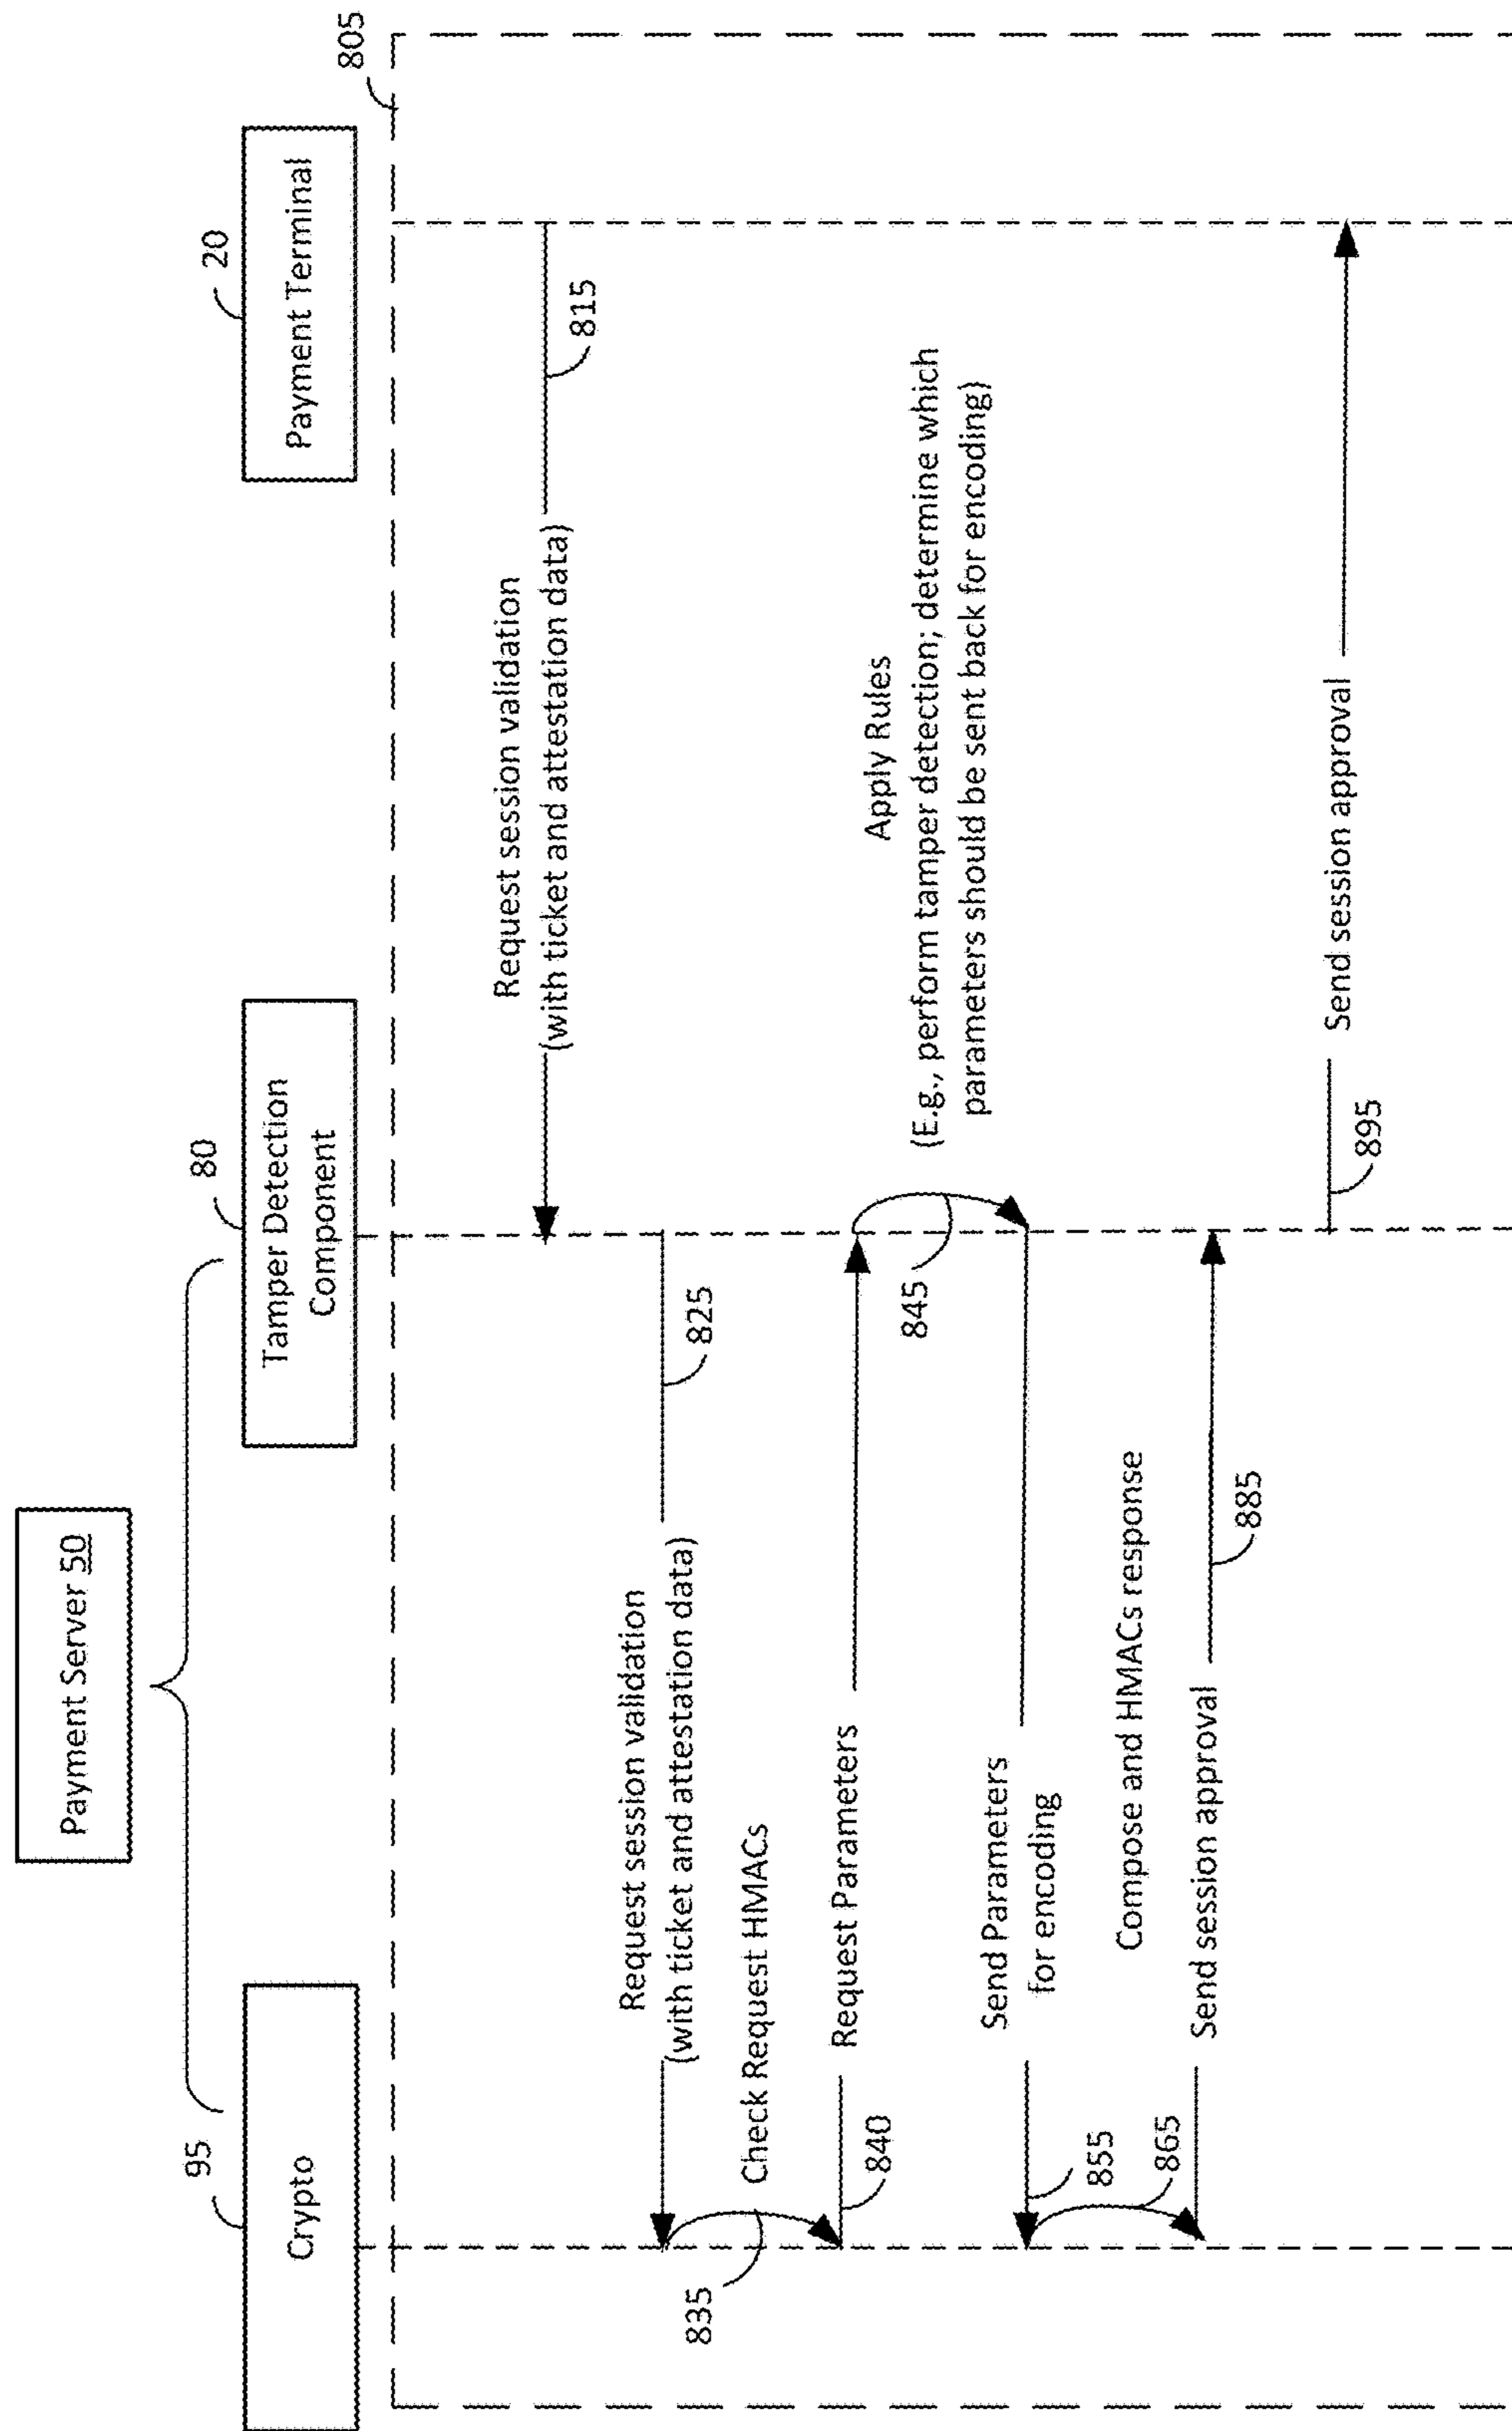 Payment Server 50
95
80
20
Crypto
Tamper Detection
Component
Payment Terminal
805
Request session validation
(with ticket and attestation data)
815
Request session validation
(with ticket and attestation data)
825
835
Check Request HMACs
Request Parameters
840
845
Apply Rules
(E.g., perform tamper detection; determine which
parameters should be sent back for encoding)
Send Parameters
for encoding
855
865
Compose and HMACs response
Send session approval
885
Send session approval
895